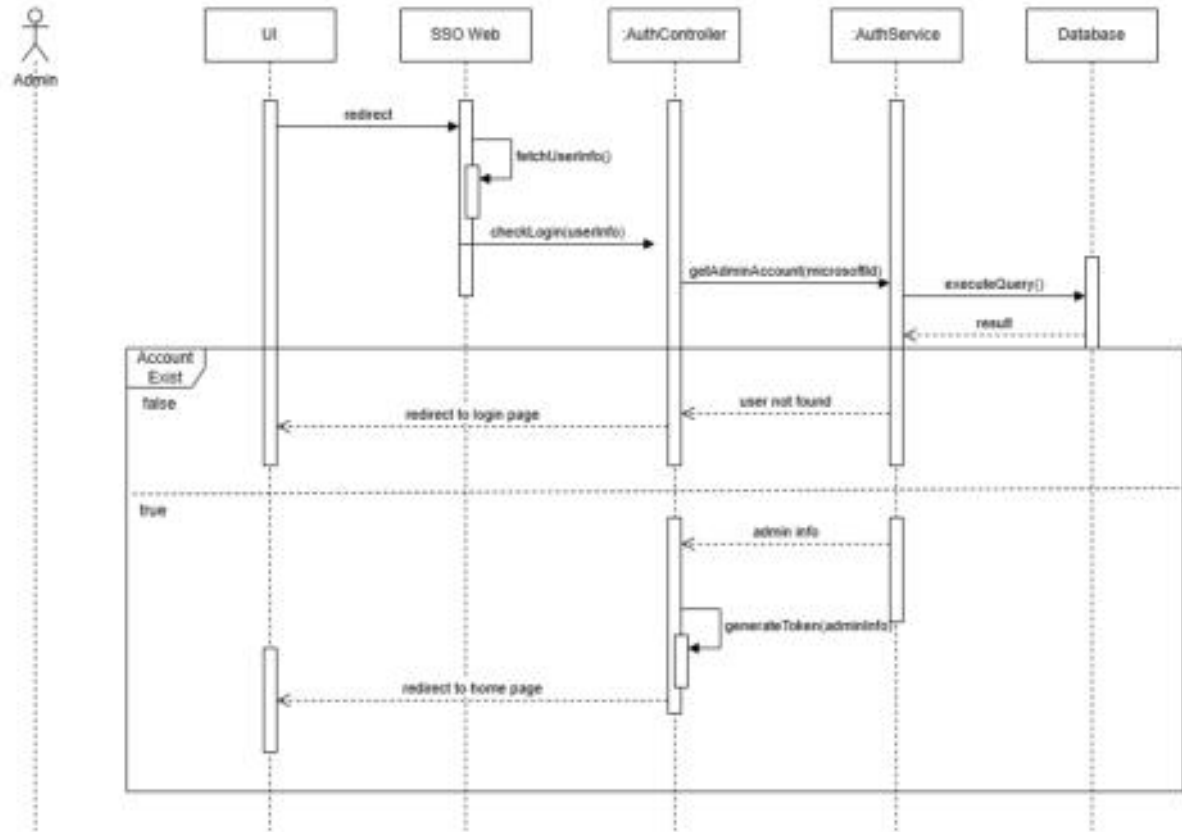 UI
SSO Web
:AuthController
:AuthService
Database
Admin
redirect
fetchUserInfo()
checkLogin(userInfo)
getAdminAccount(microsoftId)
executeQuery()
result
Account
Exist
false
user not found
redirect to login page
true
admin info
generateToken(adminInfo)
redirect to home page